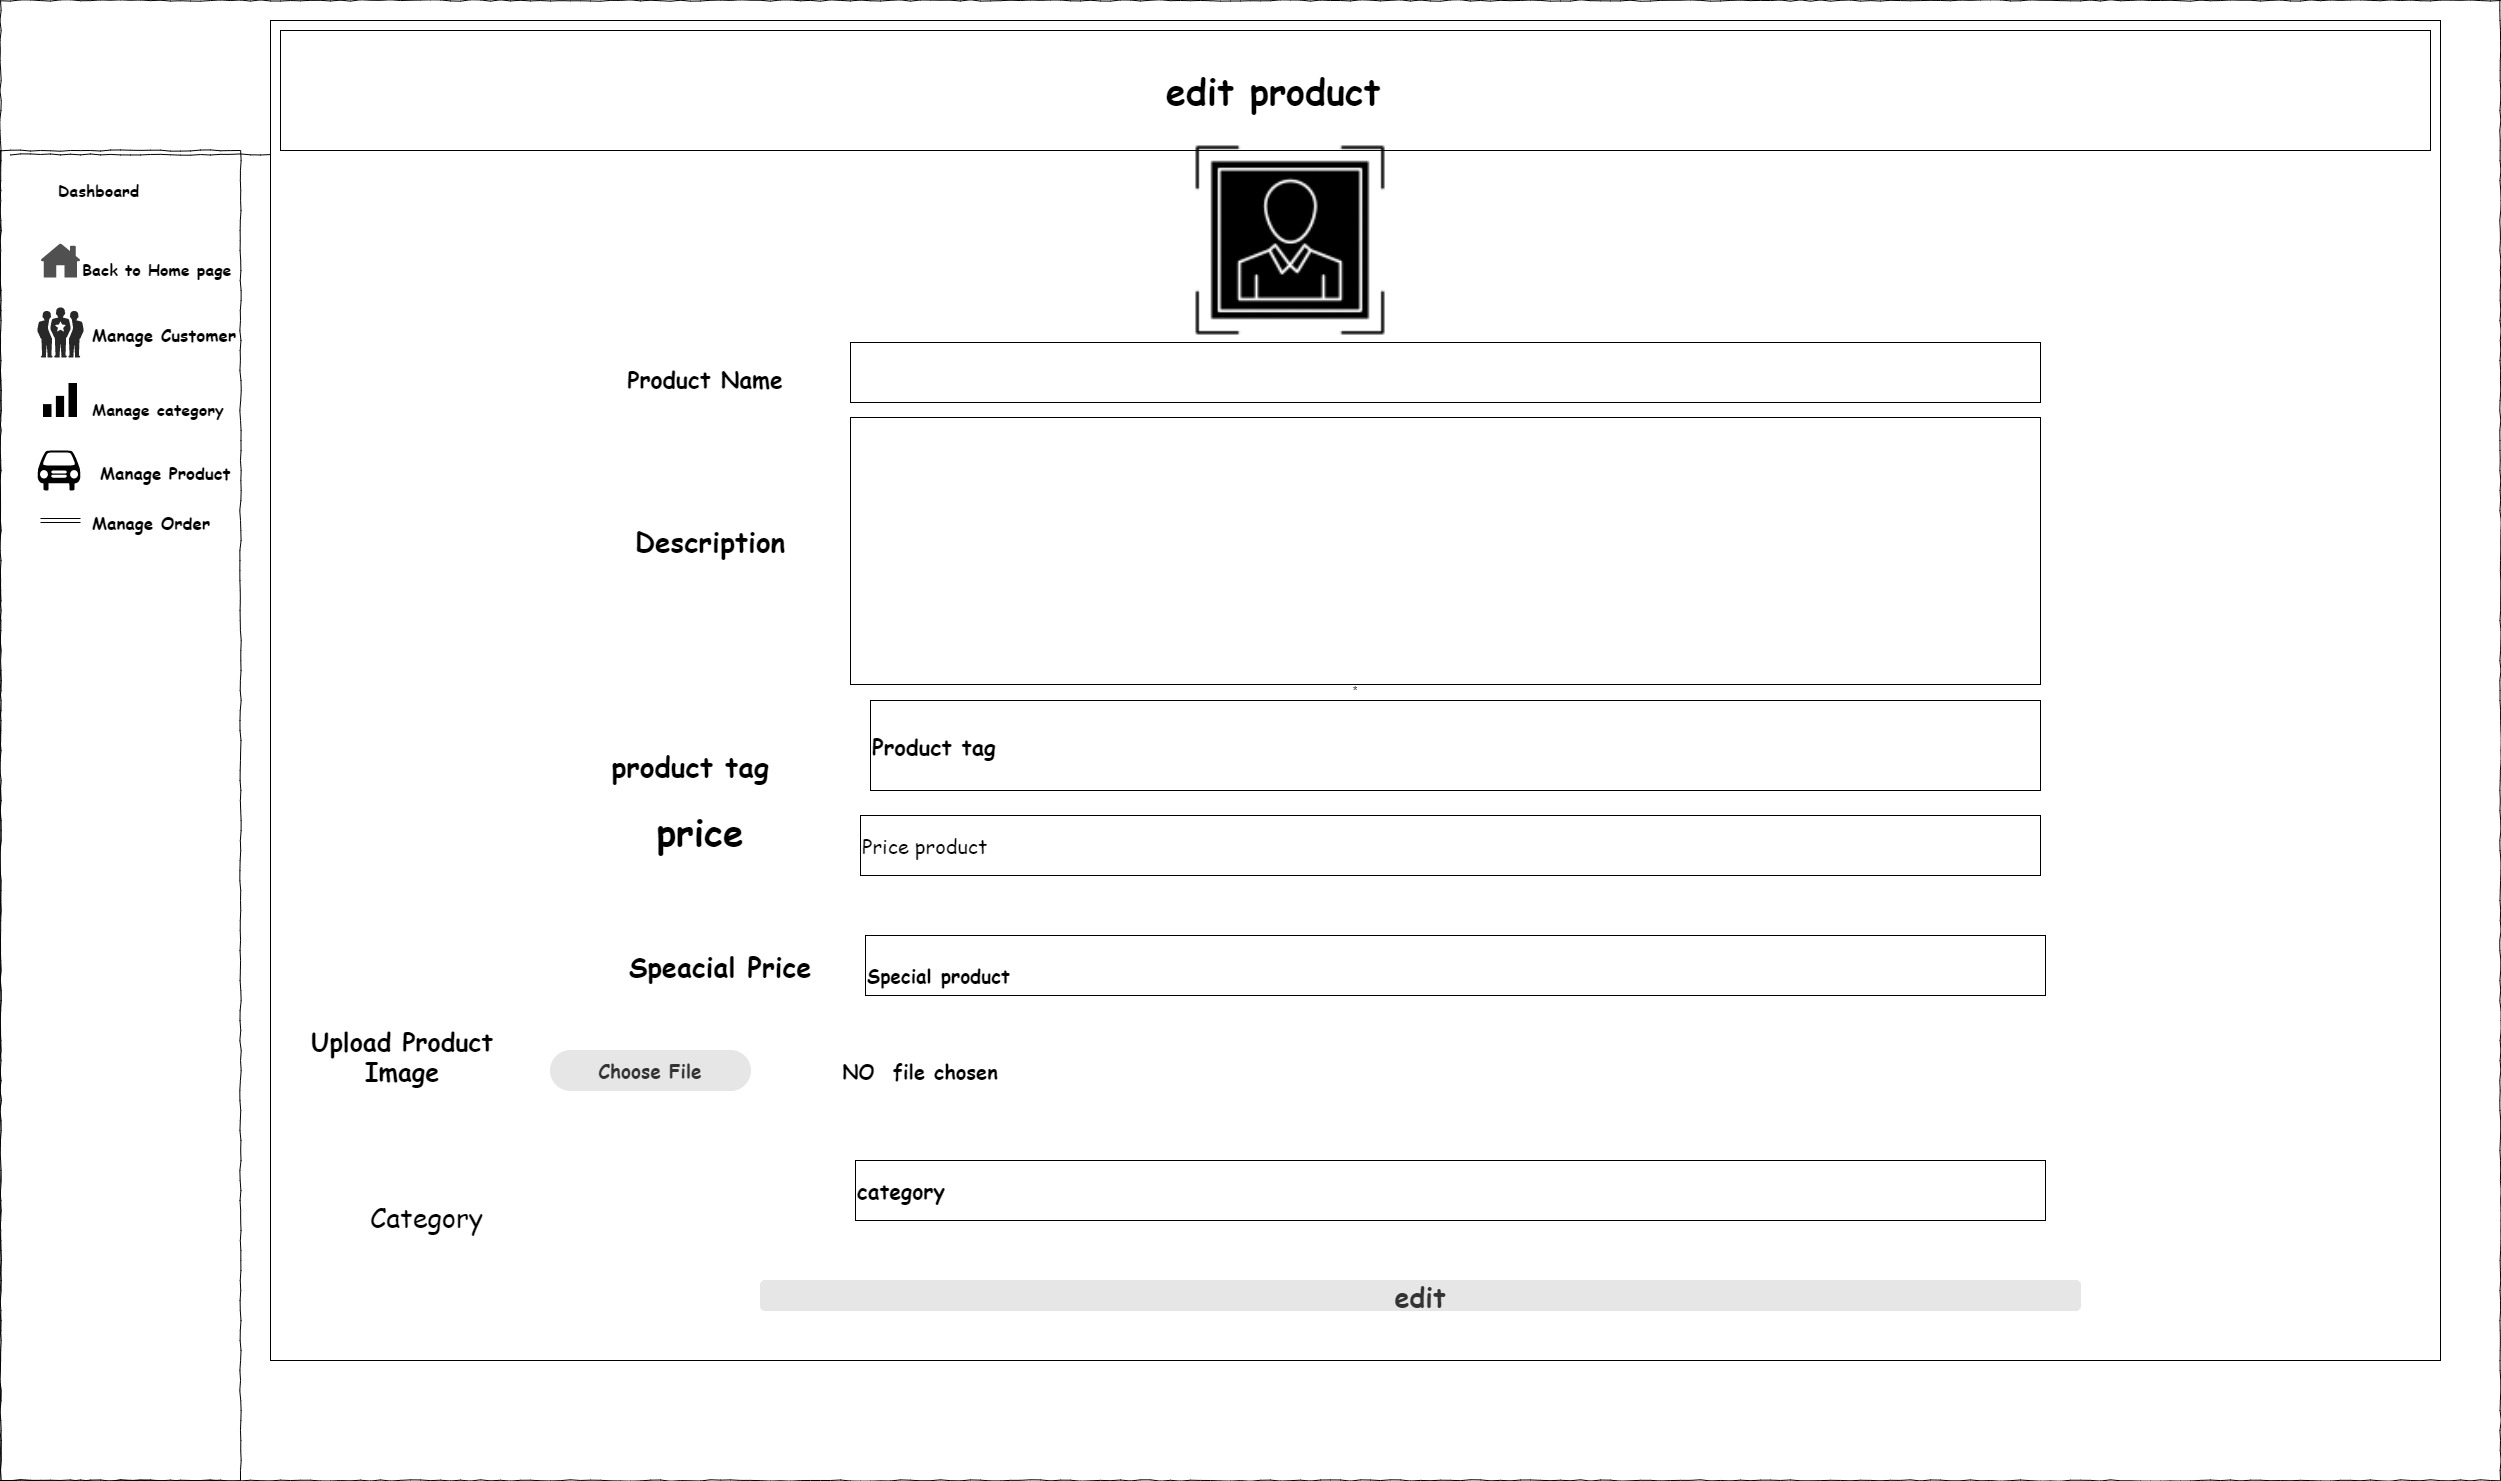 edit product
Dashboard
Back to Home page
Manage Customer
Manage category
Manage Product
Manage Order
Product Name
Description
*
product tag
Product tag
price
Price product
Speacial Price
Special product
Upload Product
Image
Choose File
NO file chosen
Category
category
edit